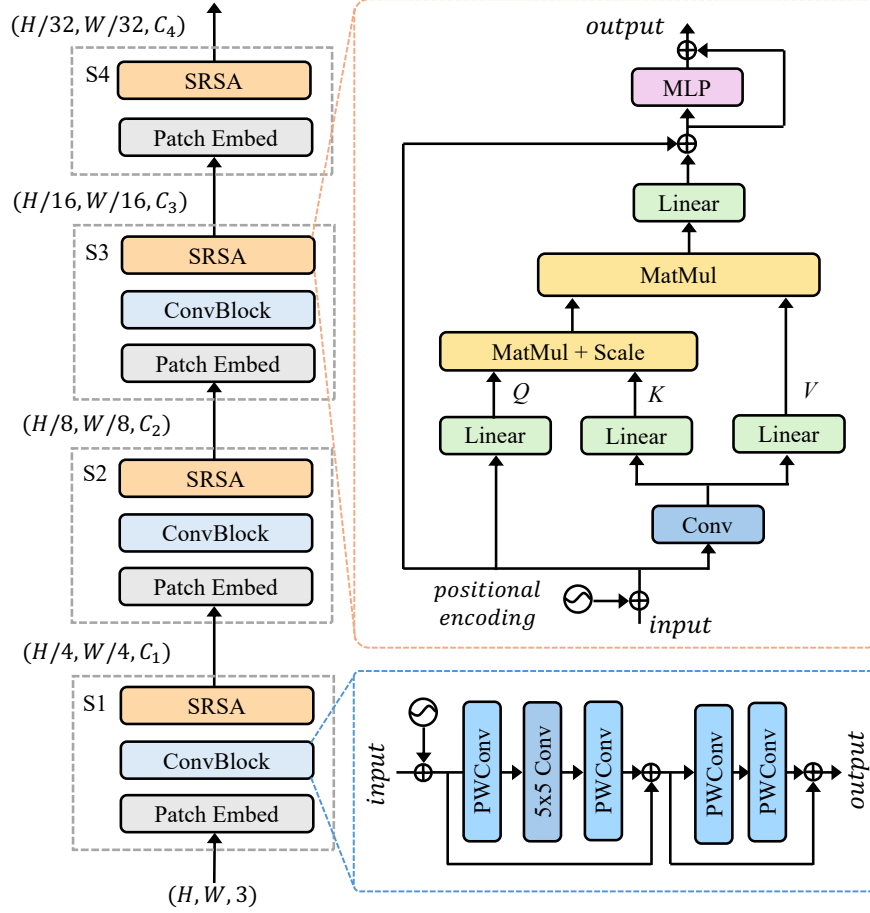 (H/32, W/32, C₄)
S4
SRSA
Patch Embed
(H/16, W/16, C₃)
S3
SRSA
ConvBlock
Patch Embed
(H/8, W/8, C₂)
S2
SRSA
ConvBlock
Patch Embed
(H/4, W/4, C₁)
S1
SRSA
ConvBlock
Patch Embed
(H, W, 3)
output
MLP
Linear
MatMul
MatMul + Scale
Q
K
V
Linear
Linear
Linear
Conv
positional
encoding
input
input
PWConv
5x5 Conv
PWConv
PWConv
PWConv
output